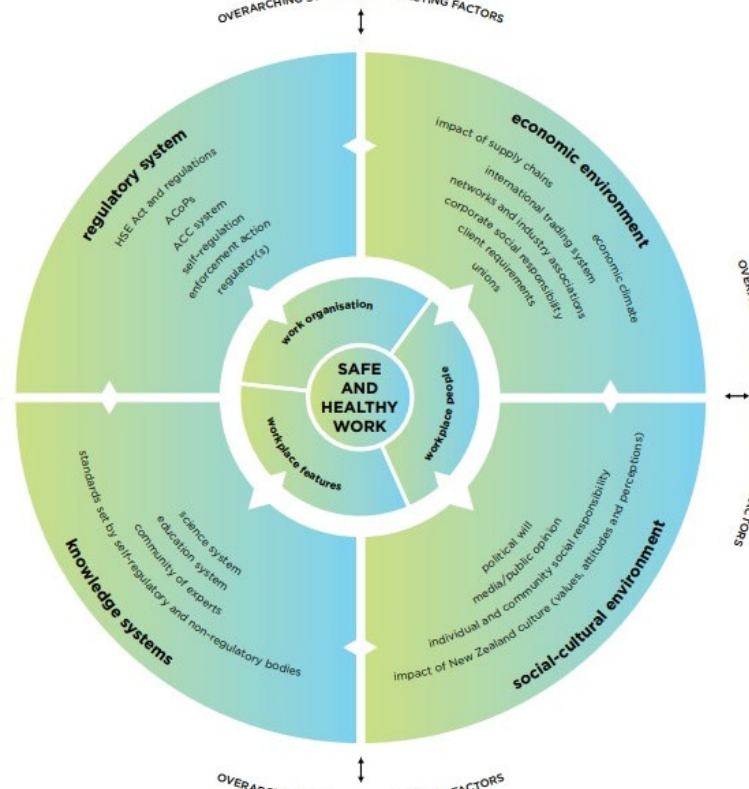 OVERARCHING
FACTORS
regulatory system
HSE Act and regulations
ACoPs
ACC system
self-regulation
enforcement action
regulator(s)
economic environment
impact of supply chains
international trading system
networks and industry associations
corporate social responsibility
client requirements
unions
economic climate
work organisation
workplace people
workplace features
SAFE
AND
HEALTHY
WORK
knowledge systems
science system
education system
community of experts
standards set by self-regulatory and non-regulatory bodies
social-cultural environment
political will
media/public opinion
individual and community social responsibility
impact of New Zealand culture (values, attitudes and perceptions)
FACTORS